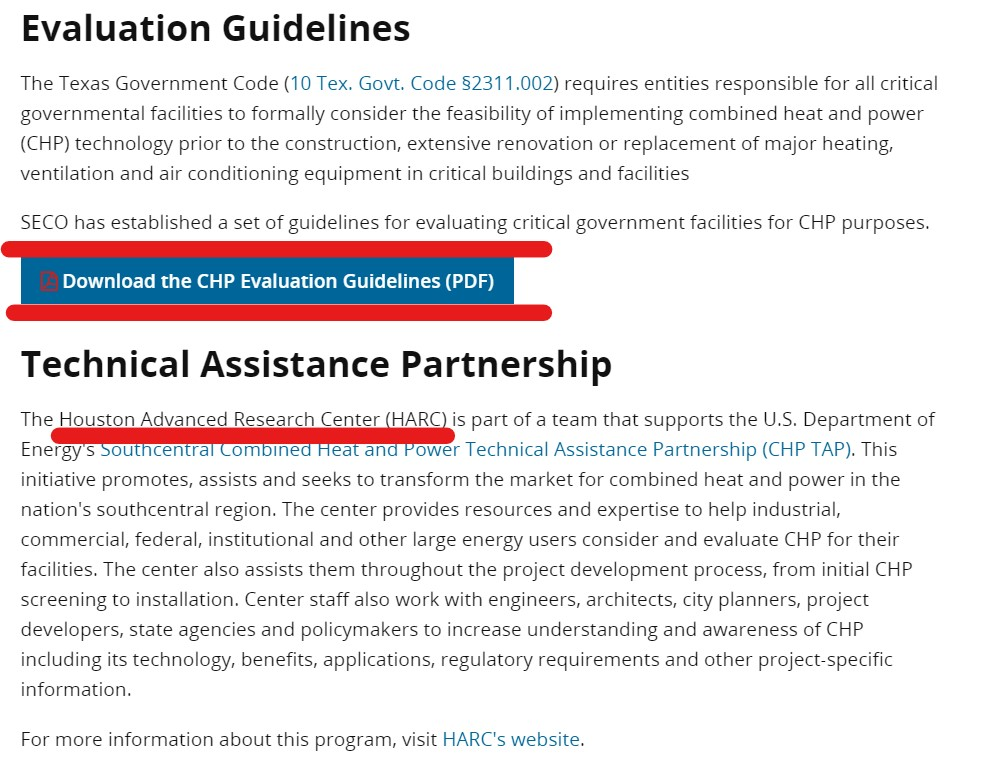 Evaluation Guidelines
The Texas Government Code (10 Tex. Govt. Code §2311.002) requires entities responsible for all critical
governmental facilities to formally consider the feasibility of implementing combined heat and power
(CHP) technology prior to the construction, extensive renovation or replacement of major heating,
ventilation and air conditioning equipment in critical buildings and facilities
SECO has established a set of guidelines for evaluating critical government facilities for CHP purposes.
Download the CHP Evaluation Guidelines (PDF)
Technical Assistance Partnership
The Houston Advanced Research Center (HARC) is part of a team that supports the U.S. Department of
Energy's Southcentral Combined Heat and Power Technical Assistance Partnership (CHP TAP). This
initiative promotes, assists and seeks to transform the market for combined heat and power in the
nation's southcentral region. The center provides resources and expertise to help industrial,
commercial, federal, institutional and other large energy users consider and evaluate CHP for their
facilities. The center also assists them throughout the project development process, from initial CHP
screening to installation. Center staff also work with engineers, architects, city planners, project
developers, state agencies and policymakers to increase understanding and awareness of CHP
including its technology, benefits, applications, regulatory requirements and other project-specific
information.
For more information about this program, visit HARC's website.